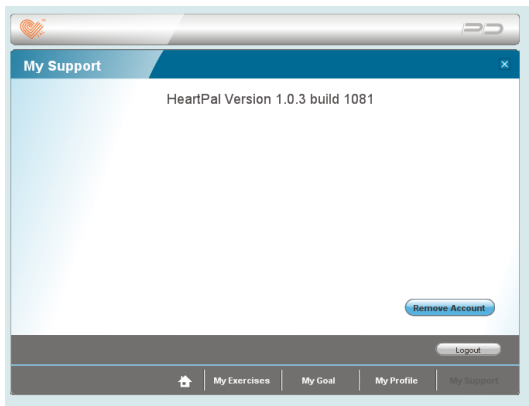 My Support
HeartPal Version 1.0.3 build 1081
Remove Account
Logout
My Exercises My Goal My Profile My Support